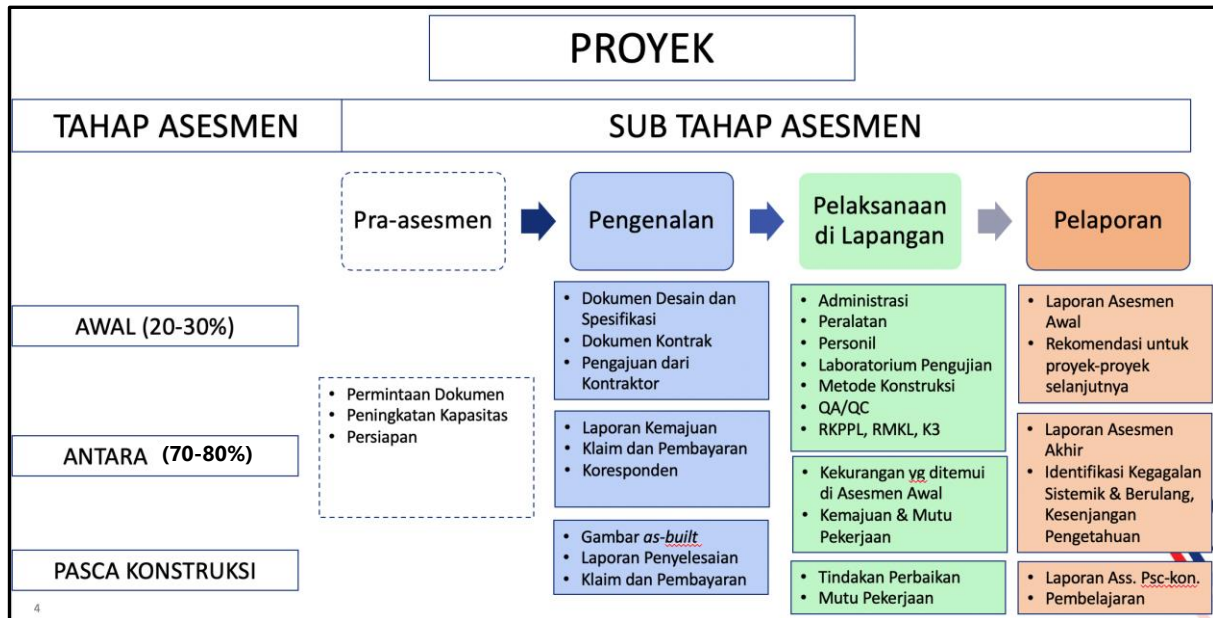 PROYEK
TAHAP ASESMEN
SUB TAHAP ASESMEN
Pra-asesmen
Pengenalan
Pelaksanaan
di Lapangan
Pelaporan
AWAL (20-30%)
ANTARA (70-80%)
PASCA KONSTRUKSI
• Permintaan Dokumen
• Peningkatan Kapasitas
• Persiapan
• Dokumen Desain dan
Spesifikasi
• Dokumen Kontrak
• Pengajuan dari
Kontraktor
• Laporan Kemajuan
• Klaim dan Pembayaran
• Koresponden
• Gambar as-built
• Laporan Penyelesaian
• Klaim dan Pembayaran
• Administrasi
• Peralatan
• Personil
• Laboratorium Pengujian
• Metode Konstruksi
• QA/QC
• RKPPL, RMKL, K3
• Kekurangan yg ditemui
di Asesmen Awal
• Kemajuan & Mutu
Pekerjaan
• Tindakan Perbaikan
• Mutu Pekerjaan
• Laporan Asesmen
Awal
• Rekomendasi untuk
proyek-proyek
selanjutnya
• Laporan Asesmen
Akhir
• Identifikasi Kegagalan
Sistemik & Berulang,
Kesenjangan
Pengetahuan
• Laporan Ass. Psc-kon.
• Pembelajaran
4